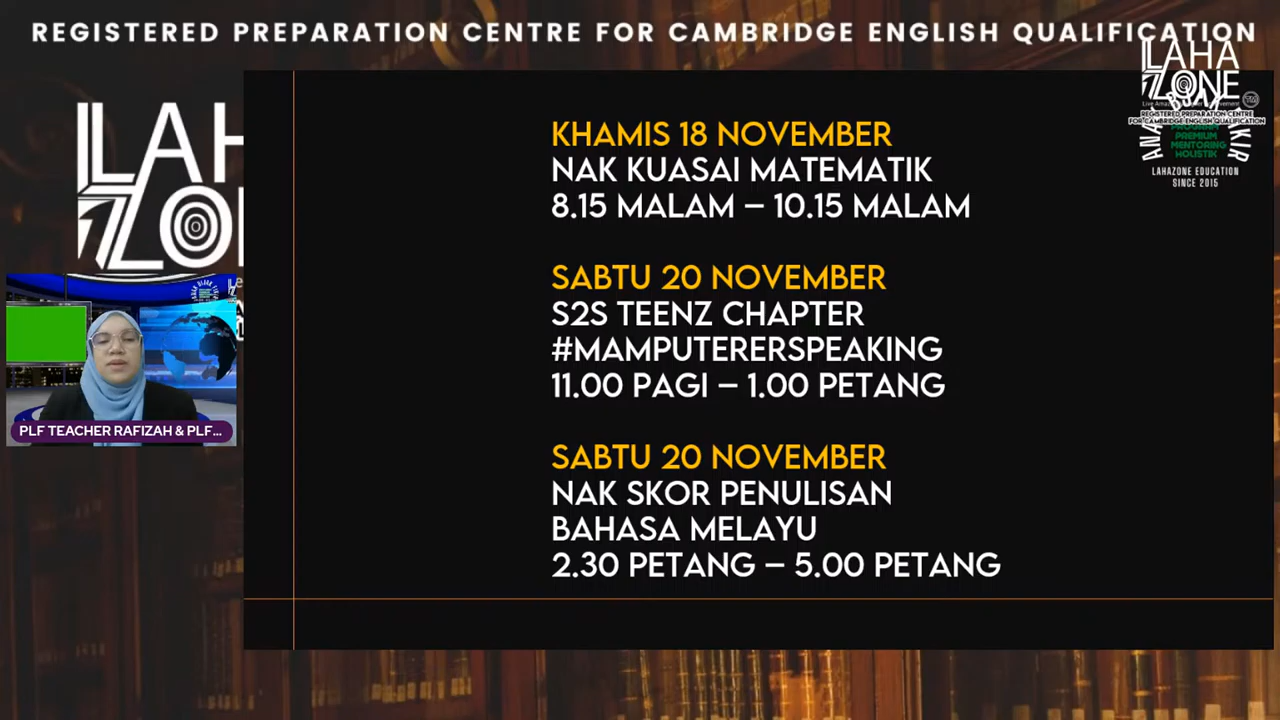 REGISTERED PREPARATION CENTRE FOR CAMBRIDGE ENGLISH QUALIFICATION
LAHA
ZONE
REGISTERED PREPARATION CENTRE
FOR CAMBRIDGE ENGLISH QUALIFICATION
PROGRAM
PREMIUM
MENTORING
HOLISTIK
LAHAZONE EDUCATION
SINCE 2015
LAH
ZO
KHAMIS 18 NOVEMBER
NAK KUASAI MATEMATIK
8.15 MALAM – 10.15 MALAM
SABTU 20 NOVEMBER
S2S TEENZ CHAPTER
#MAMPUTERERSPEAKING
11.00 PAGI – 1.00 PETANG
SABTU 20 NOVEMBER
NAK SKOR PENULISAN
BAHASA MELAYU
2.30 PETANG – 5.00 PETANG
PLF TEACHER RAFIZAH & PLF...